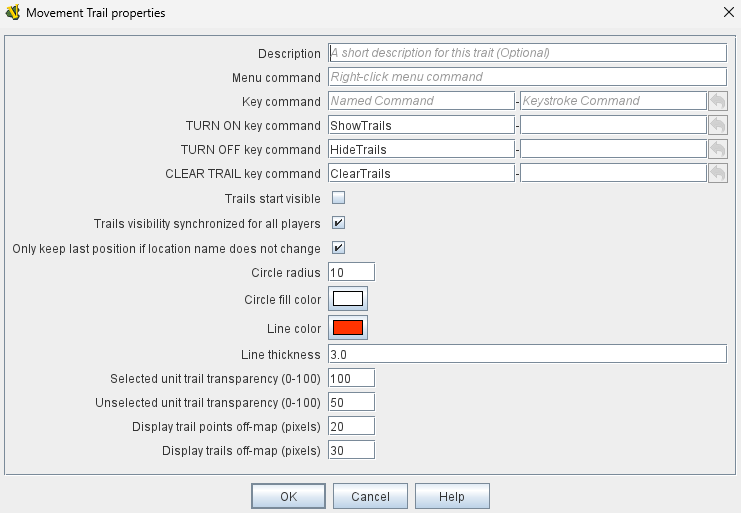 Movement Trail properties
Description A short description for this trait (Optional)
Menu command Right-click menu command
Key command Named Command - Keystroke Command
TURN ON key command ShowTrails -
TURN OFF key command HideTrails -
CLEAR TRAIL key command ClearTrails -
Trails start visible
Trails visibility synchronized for all players
Only keep last position if location name does not change
Circle radius 10
Circle fill color
Line color
Line thickness 3.0
Selected unit trail transparency (0-100) 100
Unselected unit trail transparency (0-100) 50
Display trail points off-map (pixels) 20
Display trails off-map (pixels) 30
OK Cancel Help